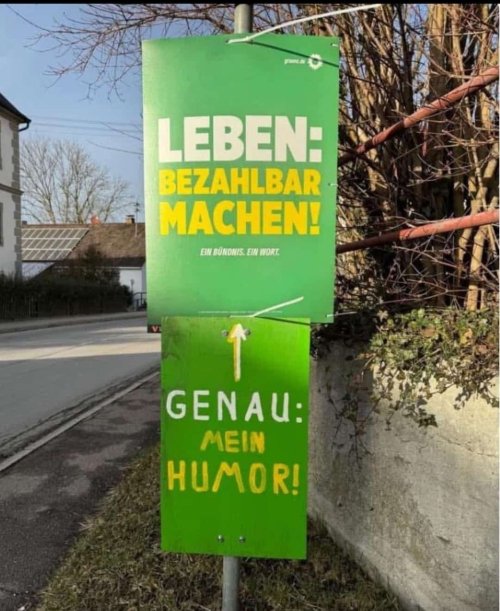 gruene.de
LEBEN:
BEZAHLBAR
MACHEN!
EIN BÜNDNIS. EIN WORT.
GENAU:
MEIN
HUMOR!